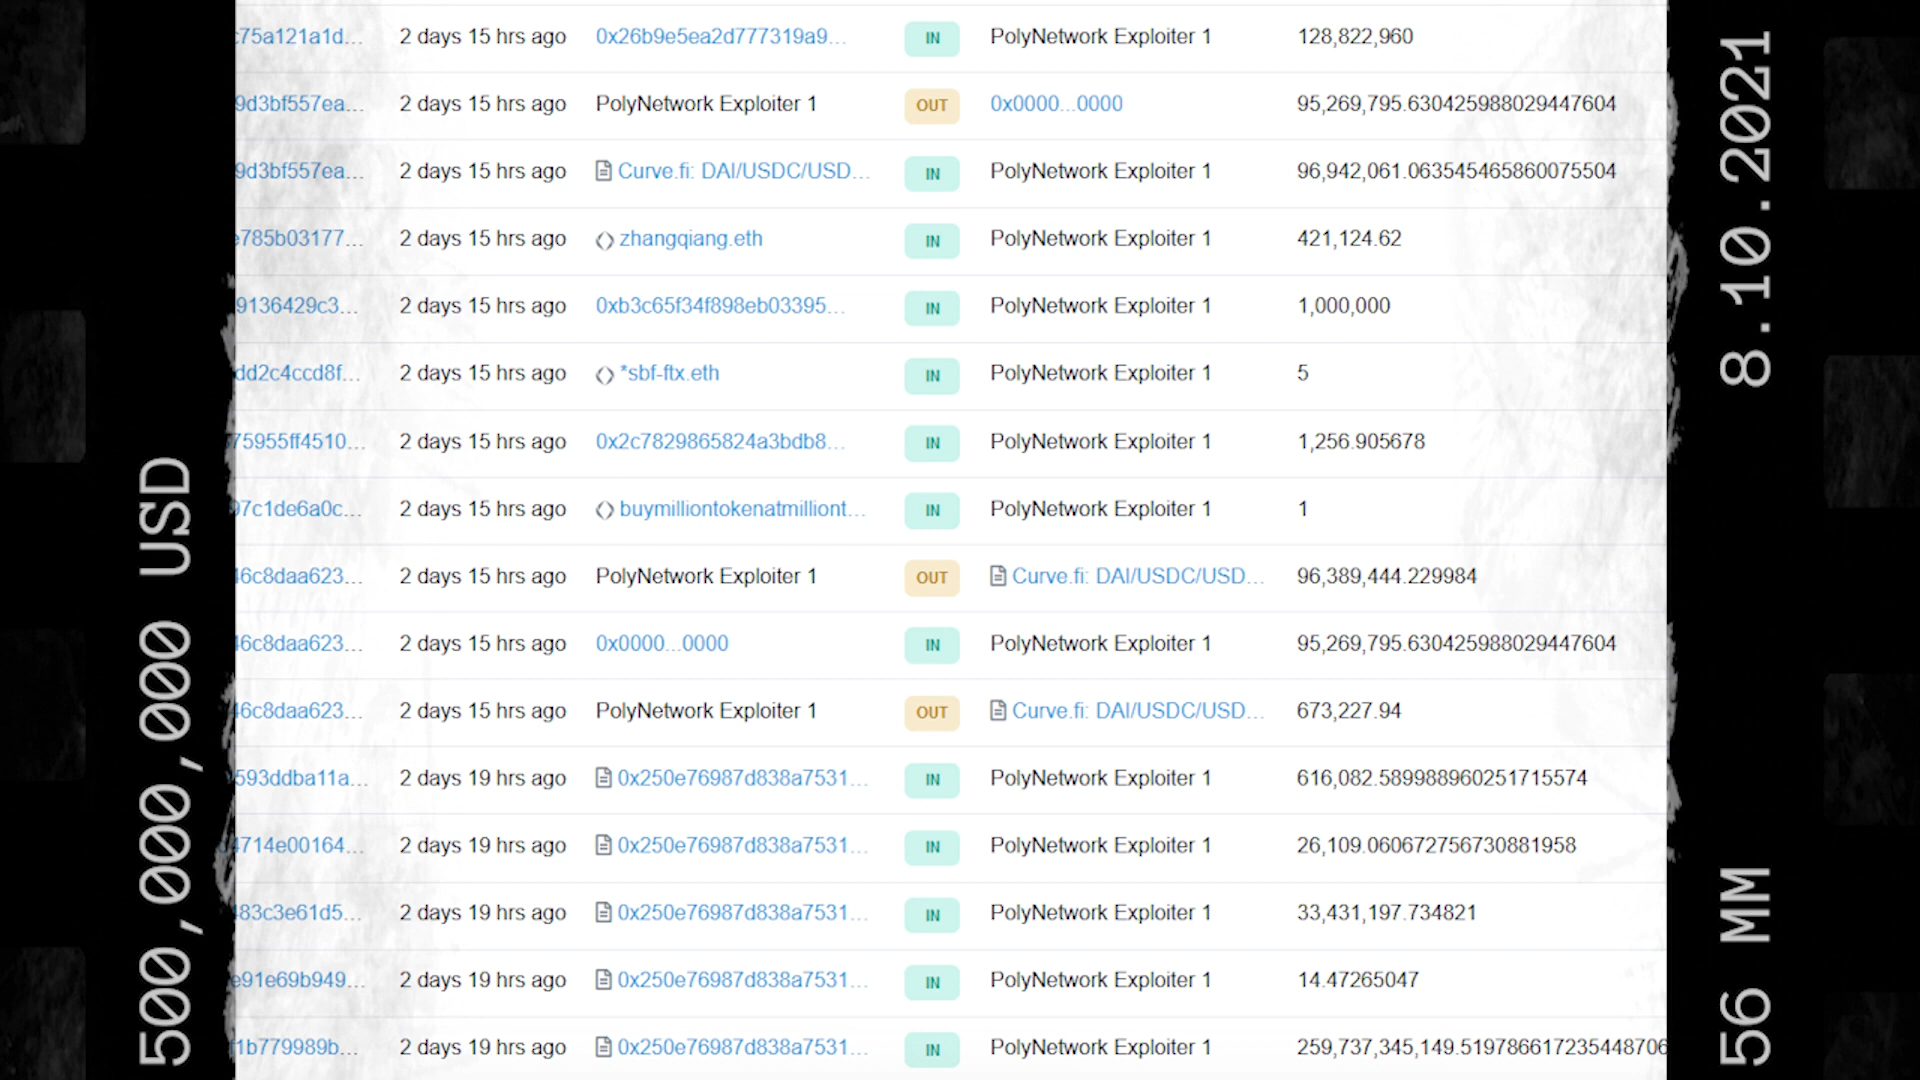 c75a121a1d... 2 days 15 hrs ago 0x26b9e5ea2d777319a9... IN PolyNetwork Exploiter 1 128,822,960
9d3bf557ea... 2 days 15 hrs ago PolyNetwork Exploiter 1 OUT 0x0000...0000 95,269,795.630425988029447604
9d3bf557ea... 2 days 15 hrs ago Curve.fi: DAI/USDC/USD... IN PolyNetwork Exploiter 1 96,942,061.063545465860075504
e785b03177... 2 days 15 hrs ago zhangqiang.eth IN PolyNetwork Exploiter 1 421,124.62
9136429c3... 2 days 15 hrs ago 0xb3c65f34f898eb03395... IN PolyNetwork Exploiter 1 1,000,000
dd2c4ccd8f... 2 days 15 hrs ago *sbf-ftx.eth IN PolyNetwork Exploiter 1 5
75955ff4510... 2 days 15 hrs ago 0x2c7829865824a3bdb8... IN PolyNetwork Exploiter 1 1,256.905678
97c1de6a0c... 2 days 15 hrs ago buymilliontokenatmilliont... IN PolyNetwork Exploiter 1 1
46c8daa623... 2 days 15 hrs ago PolyNetwork Exploiter 1 OUT Curve.fi: DAI/USDC/USD... 96,389,444.229984
46c8daa623... 2 days 15 hrs ago 0x0000...0000 IN PolyNetwork Exploiter 1 95,269,795.630425988029447604
46c8daa623... 2 days 15 hrs ago PolyNetwork Exploiter 1 OUT Curve.fi: DAI/USDC/USD... 673,227.94
593ddba11a... 2 days 19 hrs ago 0x250e76987d838a7531... IN PolyNetwork Exploiter 1 616,082.589988960251715574
4714e00164... 2 days 19 hrs ago 0x250e76987d838a7531... IN PolyNetwork Exploiter 1 26,109.060672756730881958
483c3e61d5... 2 days 19 hrs ago 0x250e76987d838a7531... IN PolyNetwork Exploiter 1 33,431,197.734821
e91e69b949... 2 days 19 hrs ago 0x250e76987d838a7531... IN PolyNetwork Exploiter 1 14.47265047
f1b779989b... 2 days 19 hrs ago 0x250e76987d838a7531... IN PolyNetwork Exploiter 1 259,737,345,149.519786617235448706
500,000,000 USD
8.10.2021
56 MM